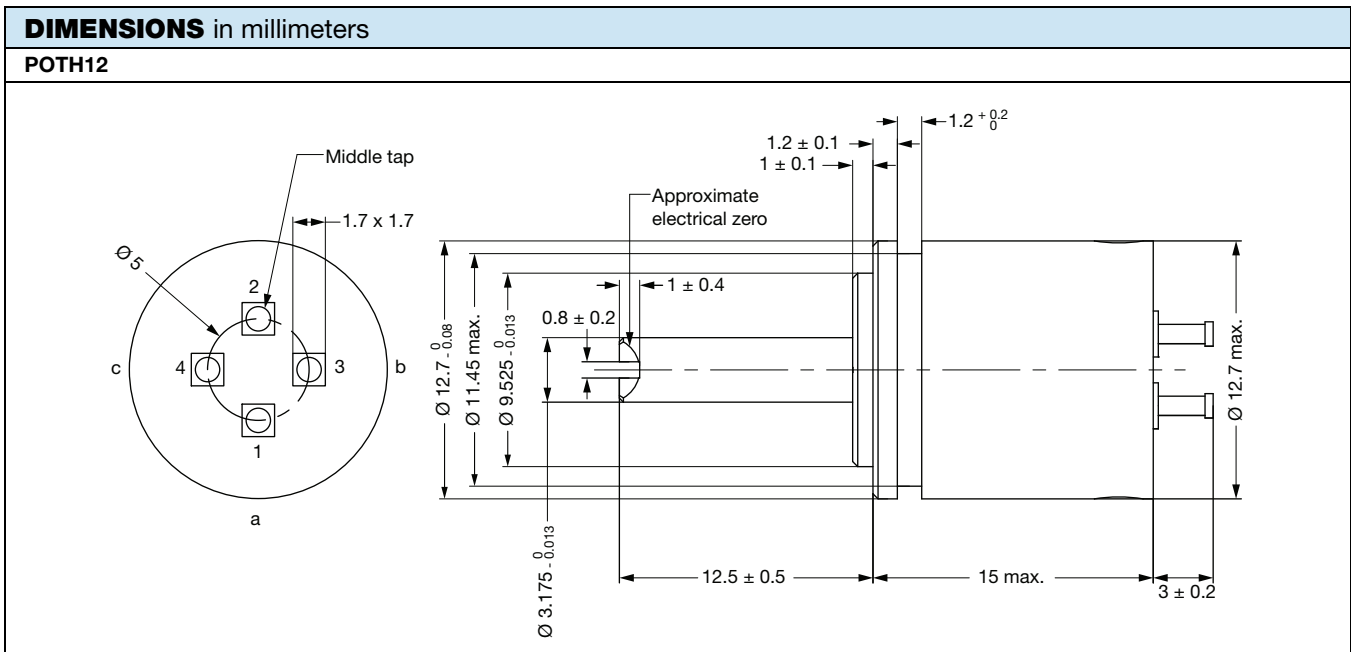 DIMENSIONS in millimeters
POTH12
Middle tap
1.7 x 1.7
Ø 5
2
c
4
3
b
1
a
1.2 + 0.2 0
1.2 ± 0.1
1 ± 0.1
Approximate
electrical zero
1 ± 0.4
0.8 ± 0.2
Ø 12.7 - 0 0.08
Ø 11.45 max.
Ø 9.525 - 0 0.013
Ø 3.175 - 0 0.013
Ø 12.7 max.
12.5 ± 0.5
15 max.
3 ± 0.2